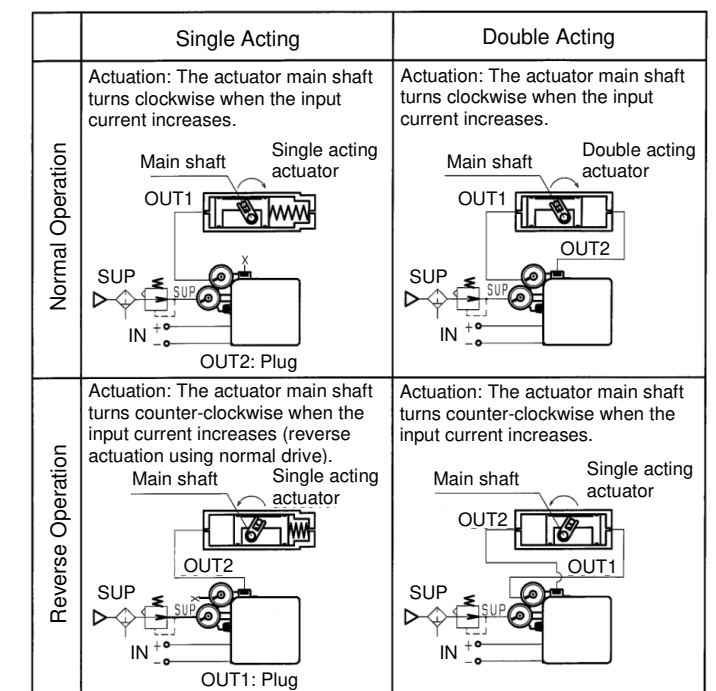 Single Acting
Double Acting
Normal Operation
Actuation: The actuator main shaft
turns clockwise when the input
current increases.
Main shaft
Single acting
actuator
OUT1
X
SUP
SUP
IN
+
-
OUT2: Plug
Actuation: The actuator main shaft
turns clockwise when the input
current increases.
Main shaft
Double acting
actuator
OUT1
OUT2
SUP
SUP
IN
+
-
Reverse Operation
Actuation: The actuator main shaft
turns counter-clockwise when the
input current increases (reverse
actuation using normal drive).
Main shaft
Single acting
actuator
OUT2
X
SUP
SUP
IN
+
-
OUT1: Plug
Actuation: The actuator main shaft
turns counter-clockwise when the
input current increases.
Main shaft
Single acting
actuator
OUT2
OUT1
SUP
SUP
IN
+
-